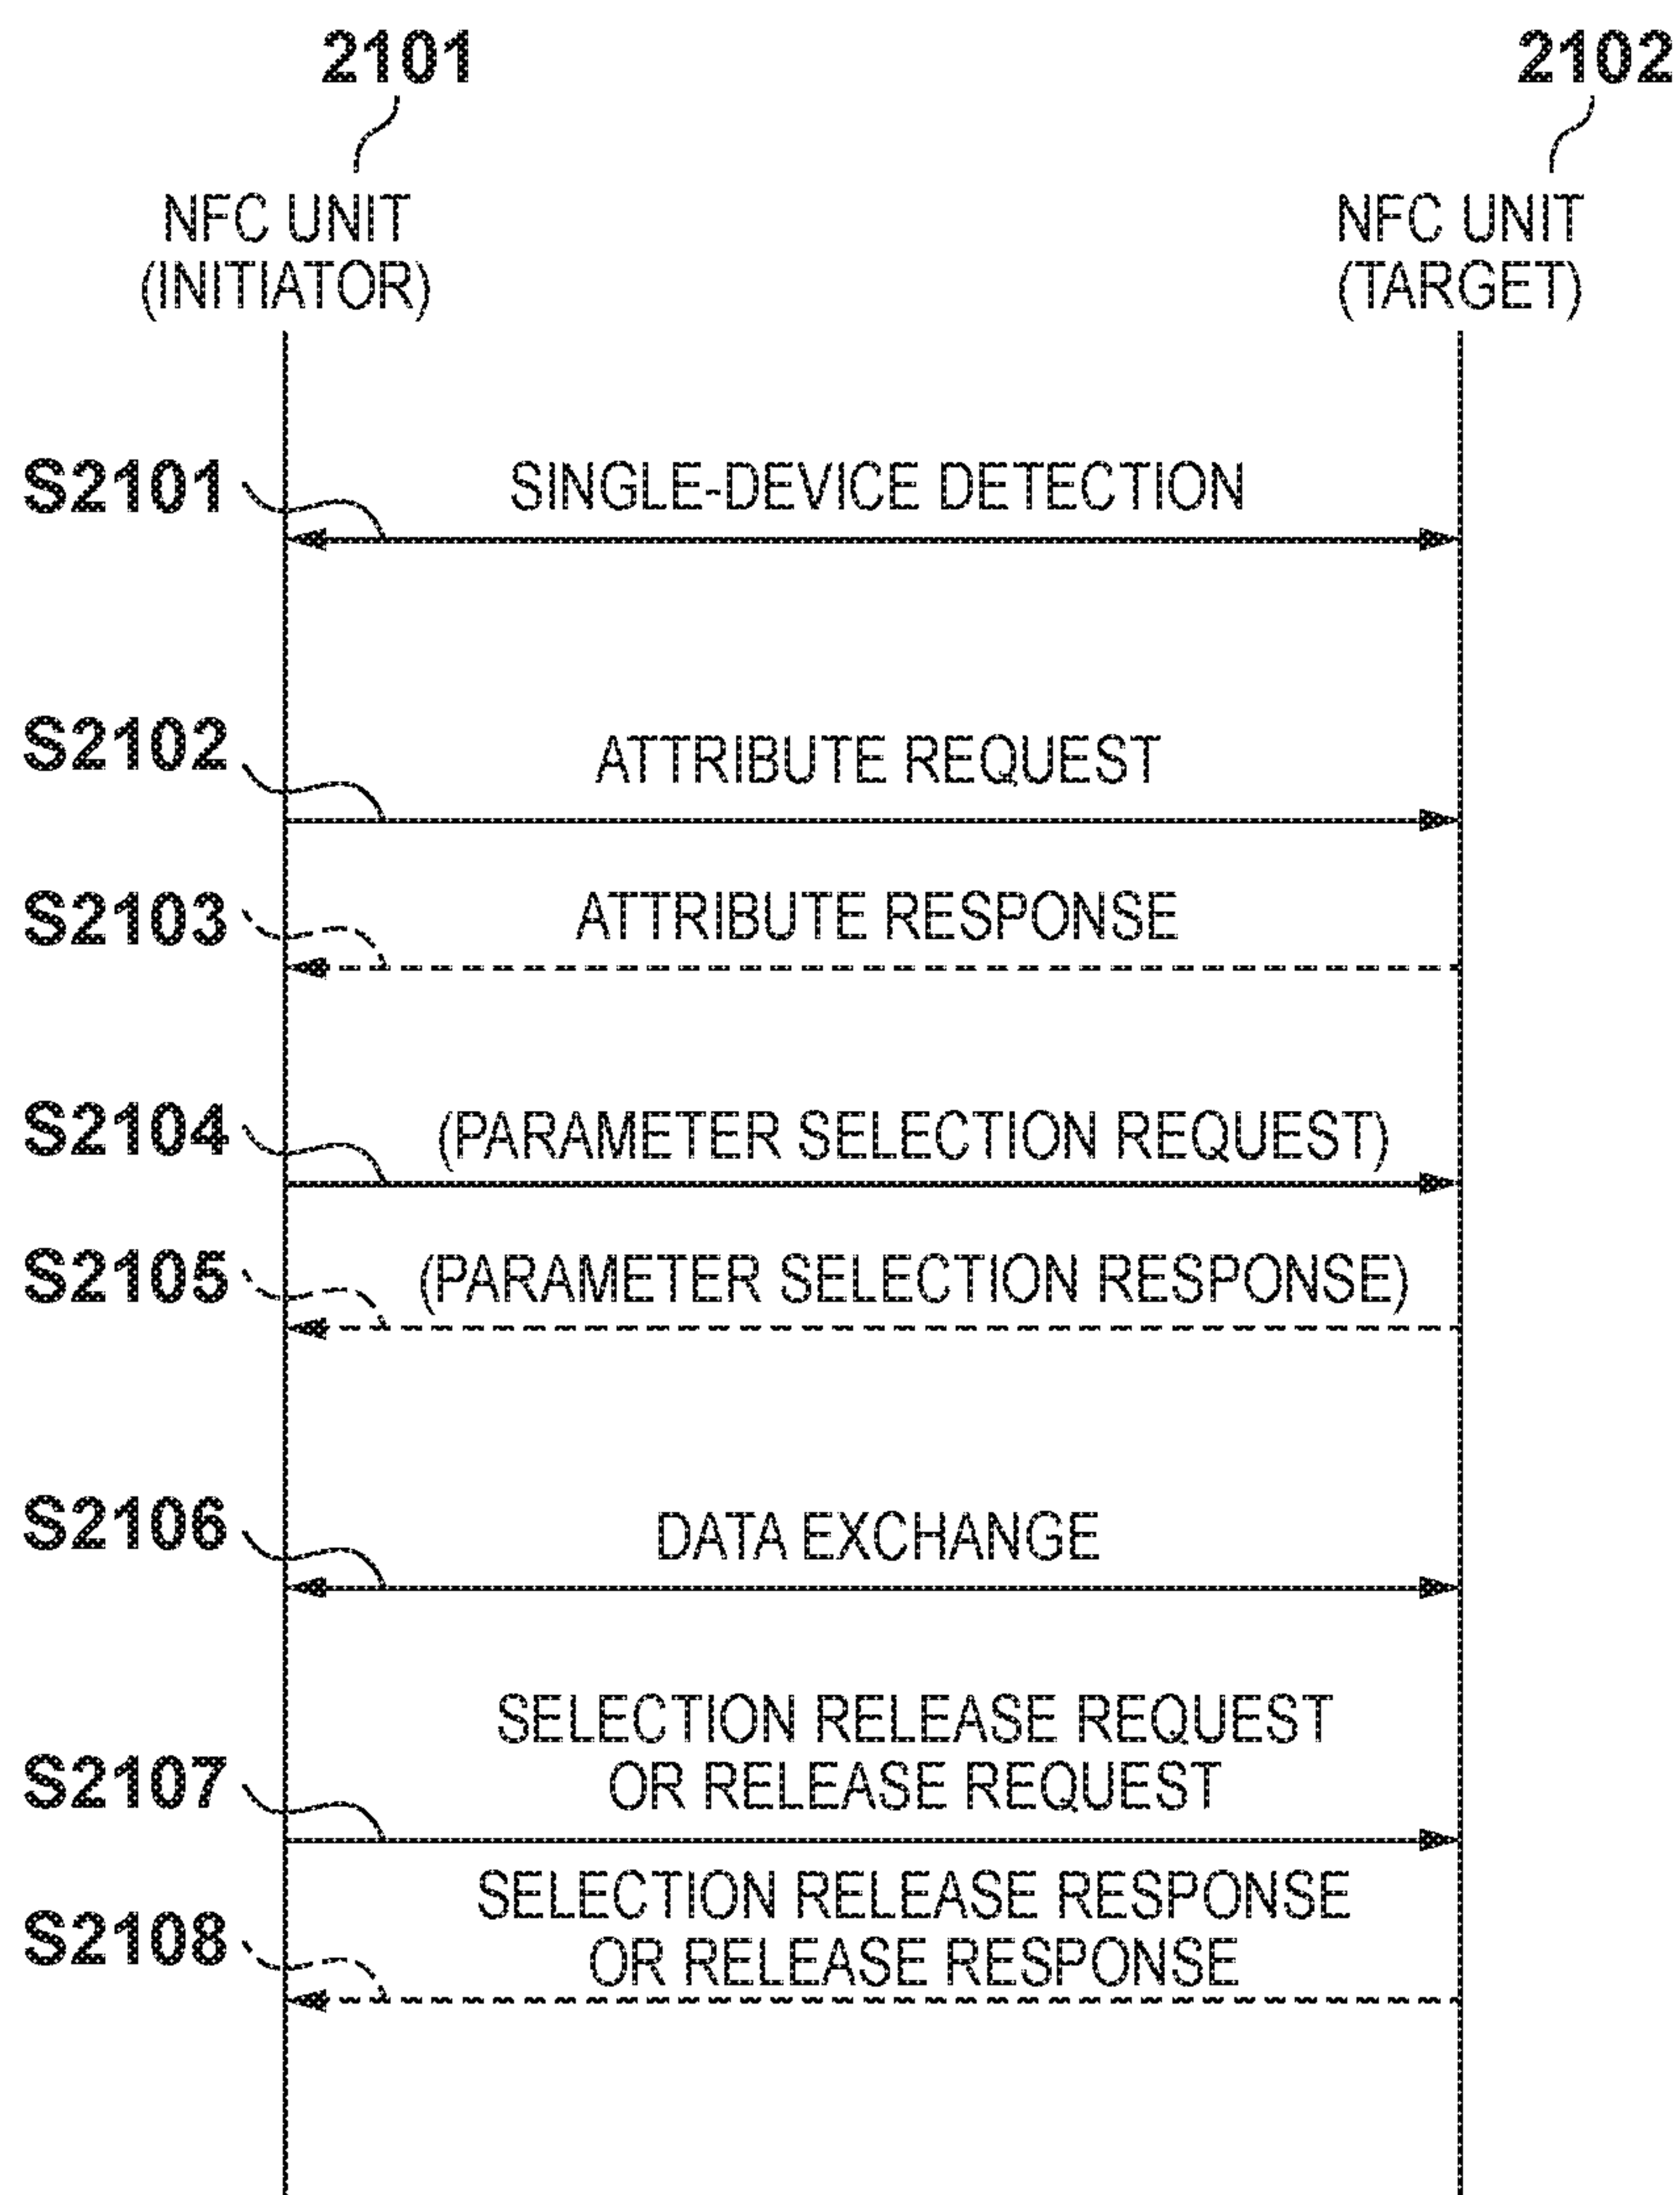 2101
2102
NFC UNIT
(INITIATOR)
NFC UNIT
(TARGET)
S2101
SINGLE-DEVICE DETECTION
S2102
ATTRIBUTE REQUEST
S2103
ATTRIBUTE RESPONSE
S2104
(PARAMETER SELECTION REQUEST)
S2105
(PARAMETER SELECTION RESPONSE)
S2106
DATA EXCHANGE
S2107
SELECTION RELEASE REQUEST
OR RELEASE REQUEST
S2108
SELECTION RELEASE RESPONSE
OR RELEASE RESPONSE